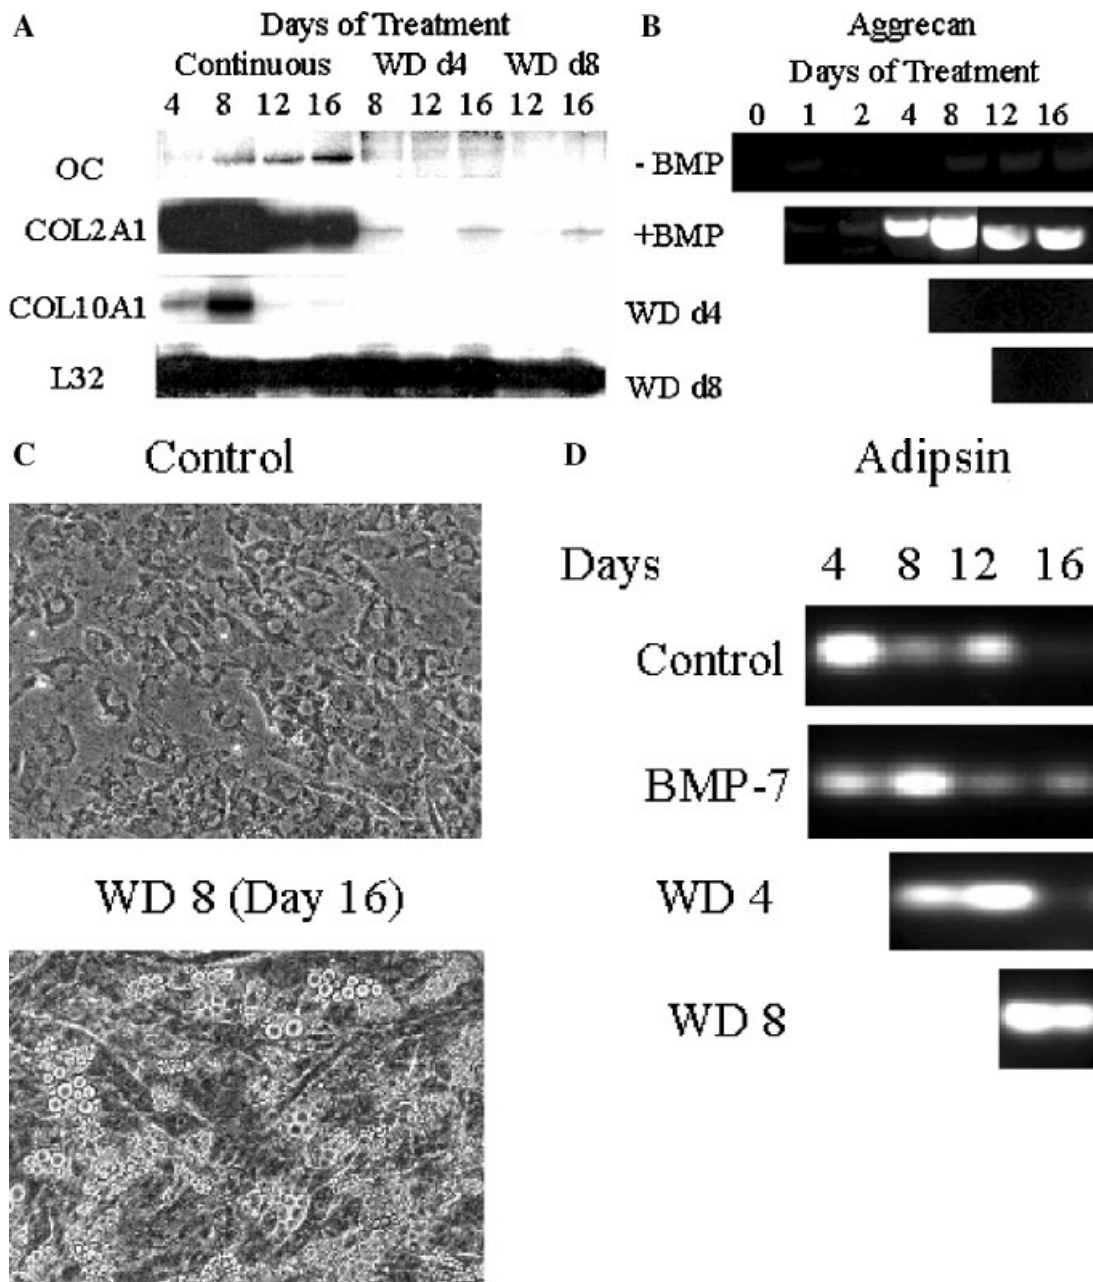 A
Days of Treatment
Continuous WD d4 WD d8
4 8 12 16 8 12 16 12 16
OC
COL2A1
COL10A1
L32
B
Aggrecan
Days of Treatment
0 1 2 4 8 12 16
- BMP
+BMP
WD d4
WD d8
C
Control
WD 8 (Day 16)
D
Adipsin
Days 4 8 12 16
Control
BMP-7
WD 4
WD 8